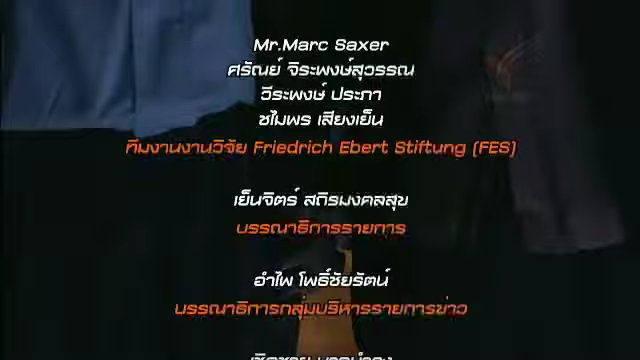 Mr.Marc Saxer
ศรัณย์ จิระพงษ์สุวรรณ
วีระพงษ์ ประภา
ชไมพร เสียงเย็น
ทีมงานงานวิจัย Friedrich Ebert Stiftung (FES)
เย็นจิตร์ สถิรมงคลสุข
บรรณาธิการรายการ
อำไพ โพธิ์ชัยรัตน์
บรรณาธิการกลุ่มบริหารรายการข่าว